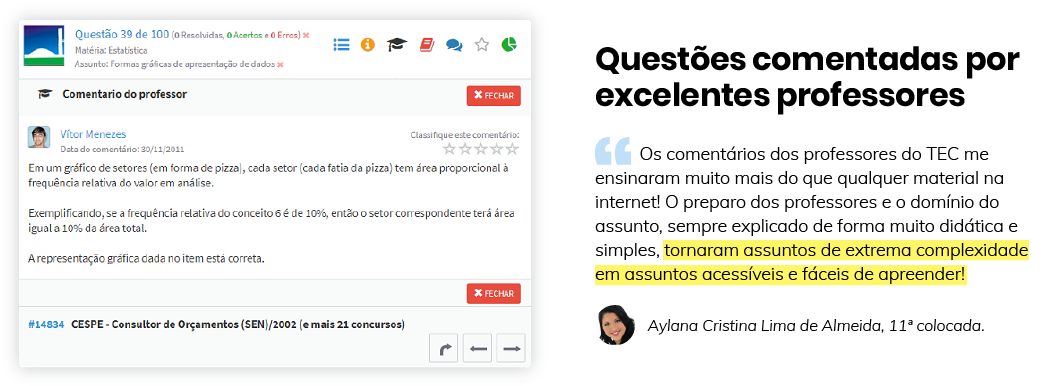 Questão 39 de 100 (0 Resolvidas, 0 Acertos e 0 Erros)
Matéria: Estatística
Assunto: Formas gráficas de apresentação de dados
Comentario do professor
FECHAR
Vítor Menezes
Data do comentário: 30/11/2011
Classifique este comentário:
Em um gráfico de setores (em forma de pizza), cada setor (cada fatia da pizza) tem área proporcional à
frequência relativa do valor em análise.
Exemplificando, se a frequência relativa do conceito 6 é de 10%, então o setor correspondente terá área
igual a 10% da área total.
A representação gráfica dada no item está correta.
FECHAR
#14834 CESPE - Consultor de Orçamentos (SEN)/2002 (e mais 21 concursos)
Questões comentadas por
excelentes professores
Os comentários dos professores do TEC me
ensinaram muito mais do que qualquer material na
internet! O preparo dos professores e o domínio do
assunto, sempre explicado de forma muito didática e
simples, tornaram assuntos de extrema complexidade
em assuntos acessíveis e fáceis de apreender!
Aylana Cristina Lima de Almeida, 11ª colocada.